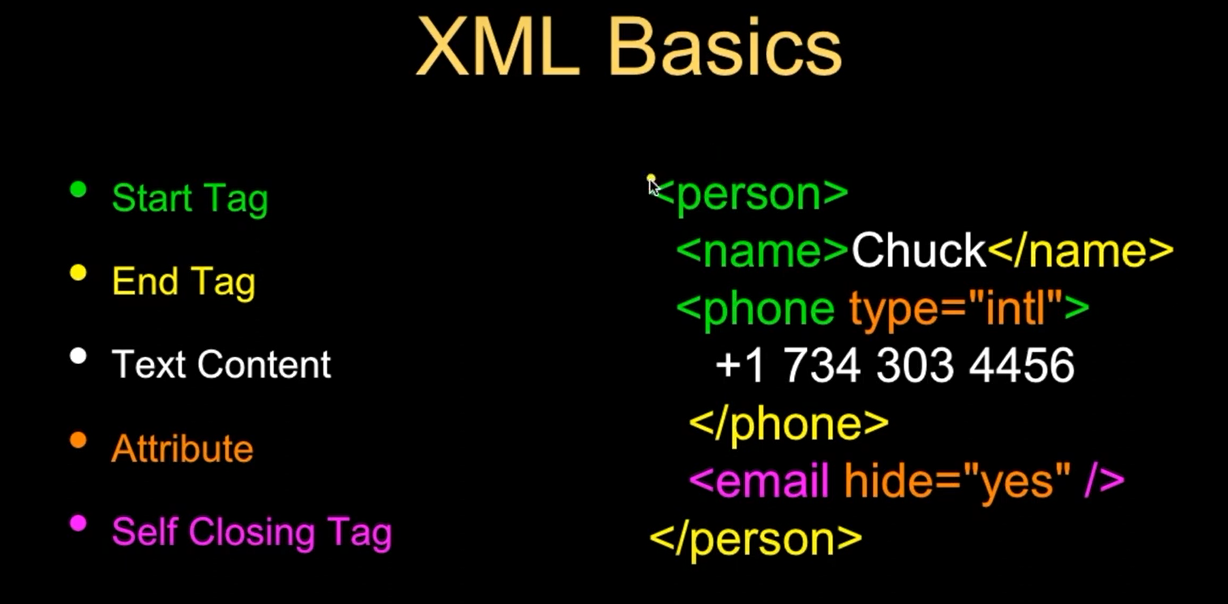 XML Basics
Start Tag
End Tag
Text Content
Attribute
Self Closing Tag
<person>
<name>Chuck</name>
<phone type="intl">
+1 734 303 4456
</phone>
<email hide="yes" />
</person>